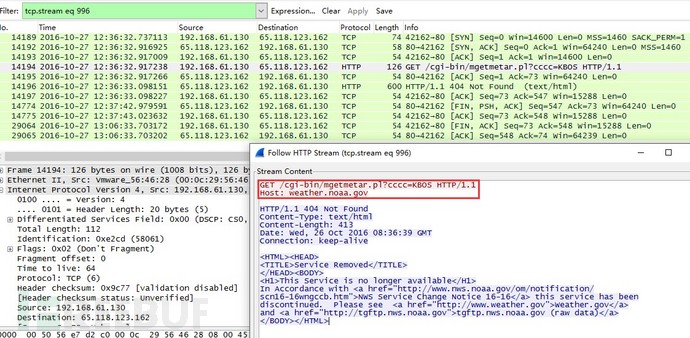 Filter: tcp.stream eq 996 Expression... Clear Apply Save
No. Time Source Destination Protocol Length Info
14189 2016-10-27 12:36:32.737113 192.168.61.130 65.118.123.162 TCP 74 42162→80 [SYN] Seq=0 Win=14600 Len=0 MSS=1460 SACK_PERM=1
14192 2016-10-27 12:36:32.916925 65.118.123.162 192.168.61.130 TCP 58 80→42162 [SYN, ACK] Seq=0 Ack=1 Win=64240 Len=0 MSS=1460
14193 2016-10-27 12:36:32.917009 192.168.61.130 65.118.123.162 TCP 54 42162→80 [ACK] Seq=1 Ack=1 Win=14600 Len=0
14194 2016-10-27 12:36:32.917238 192.168.61.130 65.118.123.162 HTTP 126 GET /cgi-bin/mgetmetar.pl?cccc=KBOS HTTP/1.1
14195 2016-10-27 12:36:32.917266 65.118.123.162 192.168.61.130 TCP 54 80→42162 [ACK] Seq=1 Ack=73 Win=64240 Len=0
14196 2016-10-27 12:36:33.098151 65.118.123.162 192.168.61.130 HTTP 600 HTTP/1.1 404 Not Found (text/html)
14197 2016-10-27 12:36:33.098227 192.168.61.130 65.118.123.162 TCP 54 42162→80 [ACK] Seq=73 Ack=547 Win=15288 Len=0
14774 2016-10-27 12:37:42.979591 65.118.123.162 192.168.61.130 TCP 54 80→42162 [FIN, PSH, ACK] Seq=547 Ack=73 Win=64240 Len=0
14775 2016-10-27 12:37:43.023632 192.168.61.130 65.118.123.162 TCP 54 42162→80 [ACK] Seq=73 Ack=548 Win=15288 Len=0
29064 2016-10-27 13:06:33.703172 192.168.61.130 65.118.123.162 TCP 54 42162→80 [FIN, ACK] Seq=73 Ack=548 Win=15288 Len=0
29065 2016-10-27 13:06:33.703202 65.118.123.162 192.168.61.130 TCP 54 80→42162 [ACK] Seq=548 Ack=74 Win=64239 Len=0
Frame 14194: 126 bytes on wire (1008 bits), 126
Ethernet II, Src: Vmware_56:46:28 (00:0c:29:56:46
Internet Protocol Version 4, Src: 192.168.61.130,
0100 .... = Version: 4
.... 0101 = Header Length: 20 bytes (5)
Differentiated Services Field: 0x00 (DSCP: CS0,
Total Length: 112
Identification: 0xe2cd (58061)
Flags: 0x02 (Don't Fragment)
Fragment offset: 0
Time to live: 64
Protocol: TCP (6)
Header checksum: 0x9c77 [validation disabled]
[Header checksum status: Unverified]
Source: 192.168.61.130
Destination: 65.118.123.162
Follow HTTP Stream (tcp.stream eq 996)
Stream Content
GET /cgi-bin/mgetmetar.pl?cccc=KBOS HTTP/1.1
Host: weather.noaa.gov
HTTP/1.1 404 Not Found
Content-Type: text/html
Content-Length: 413
Date: Wed, 26 Oct 2016 08:36:39 GMT
Connection: keep-alive
<HTML><HEAD>
<TITLE>Service Removed</TITLE>
</HEAD><BODY>
<H1>This Service is no longer available</H1>
In Accordance with <a href="http://www.nws.noaa.gov/om/notification/
scn16-16wngccb.htm">NWS Service Change Notice 16-16</a> this service has been
discontinued. Please see <a href="http://www.weather.gov">Weather.gov</a>
and <a href="http://tgftp.nws.noaa.gov">tgftp.nws.noaa.gov (raw data)</a>
</BODY></HTML>